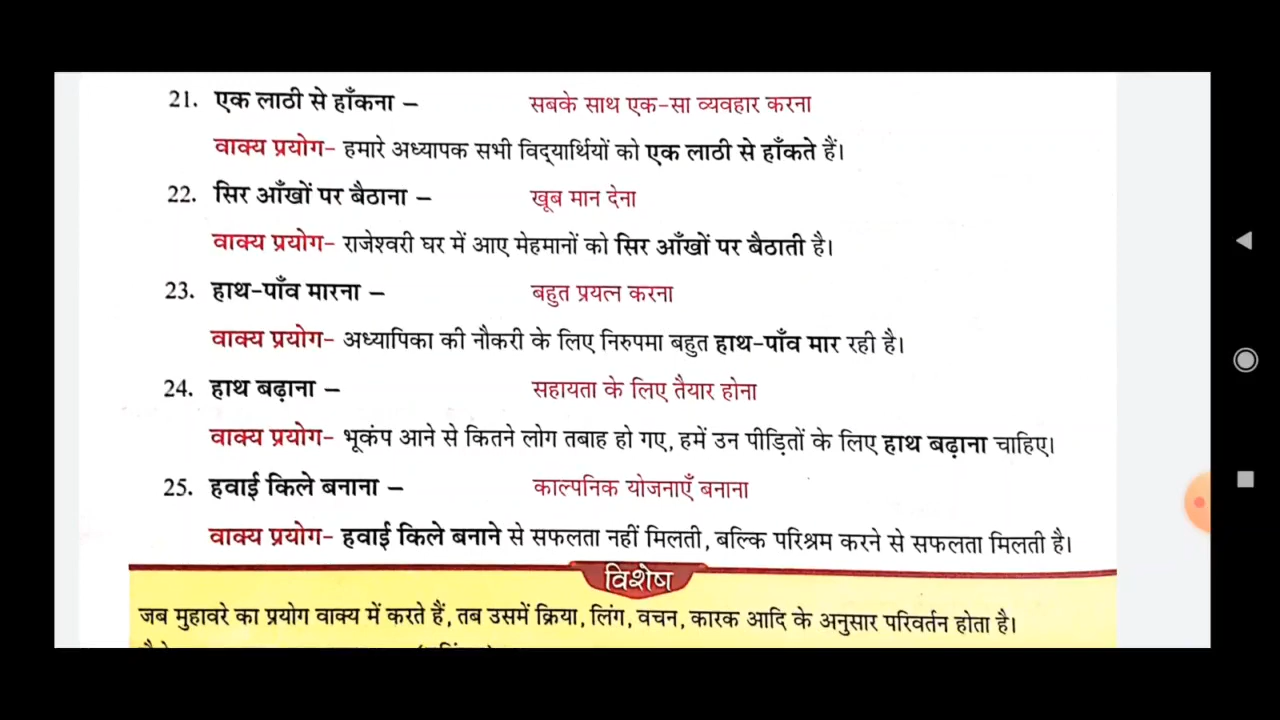 21. एक लाठी से हाँकना – सबके साथ एक-सा व्यवहार करना
वाक्य प्रयोग- हमारे अध्यापक सभी विद्‌यार्थियों को एक लाठी से हाँकते हैं।
22. सिर आँखों पर बैठाना – खूब मान देना
वाक्य प्रयोग- राजेश्वरी घर में आए मेहमानों को सिर आँखों पर बैठाती है।
23. हाथ-पाँव मारना – बहुत प्रयत्न करना
वाक्य प्रयोग- अध्यापिका की नौकरी के लिए निरुपमा बहुत हाथ-पाँव मार रही है।
24. हाथ बढ़ाना – सहायता के लिए तैयार होना
वाक्य प्रयोग- भूकंप आने से कितने लोग तबाह हो गए, हमें उन पीड़ितों के लिए हाथ बढ़ाना चाहिए।
25. हवाई किले बनाना – काल्पनिक योजनाएँ बनाना
वाक्य प्रयोग- हवाई किले बनाने से सफलता नहीं मिलती, बल्कि परिश्रम करने से सफलता मिलती है।
विशेष
जब मुहावरे का प्रयोग वाक्य में करते हैं, तब उसमें क्रिया, लिंग, वचन, कारक आदि के अनुसार परिवर्तन होता है।